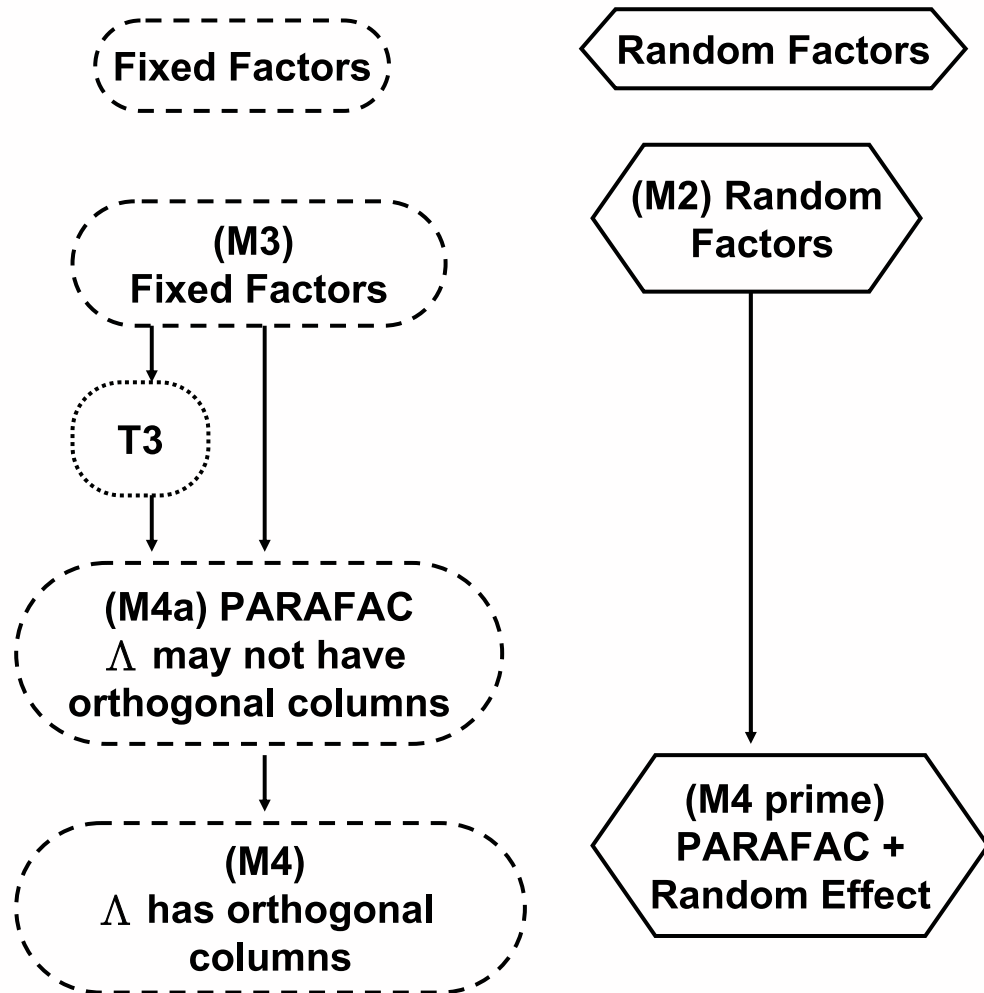 Fixed Factors
Random Factors
(M3)
Fixed Factors
T3
(M4a) PARAFAC
Λ may not have
orthogonal columns
(M4)
Λ has orthogonal
columns
(M2) Random
Factors
(M4 prime)
PARAFAC +
Random Effect